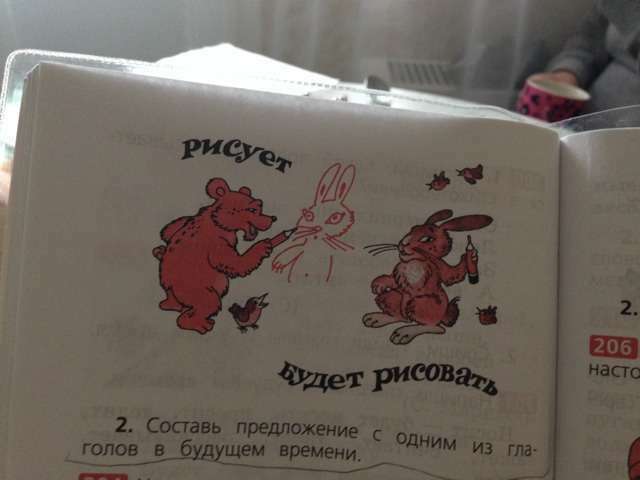 рисует
будет рисовать
2. Составь предложение с одним из гла-
голов в будущем времени.
2.
206
насто